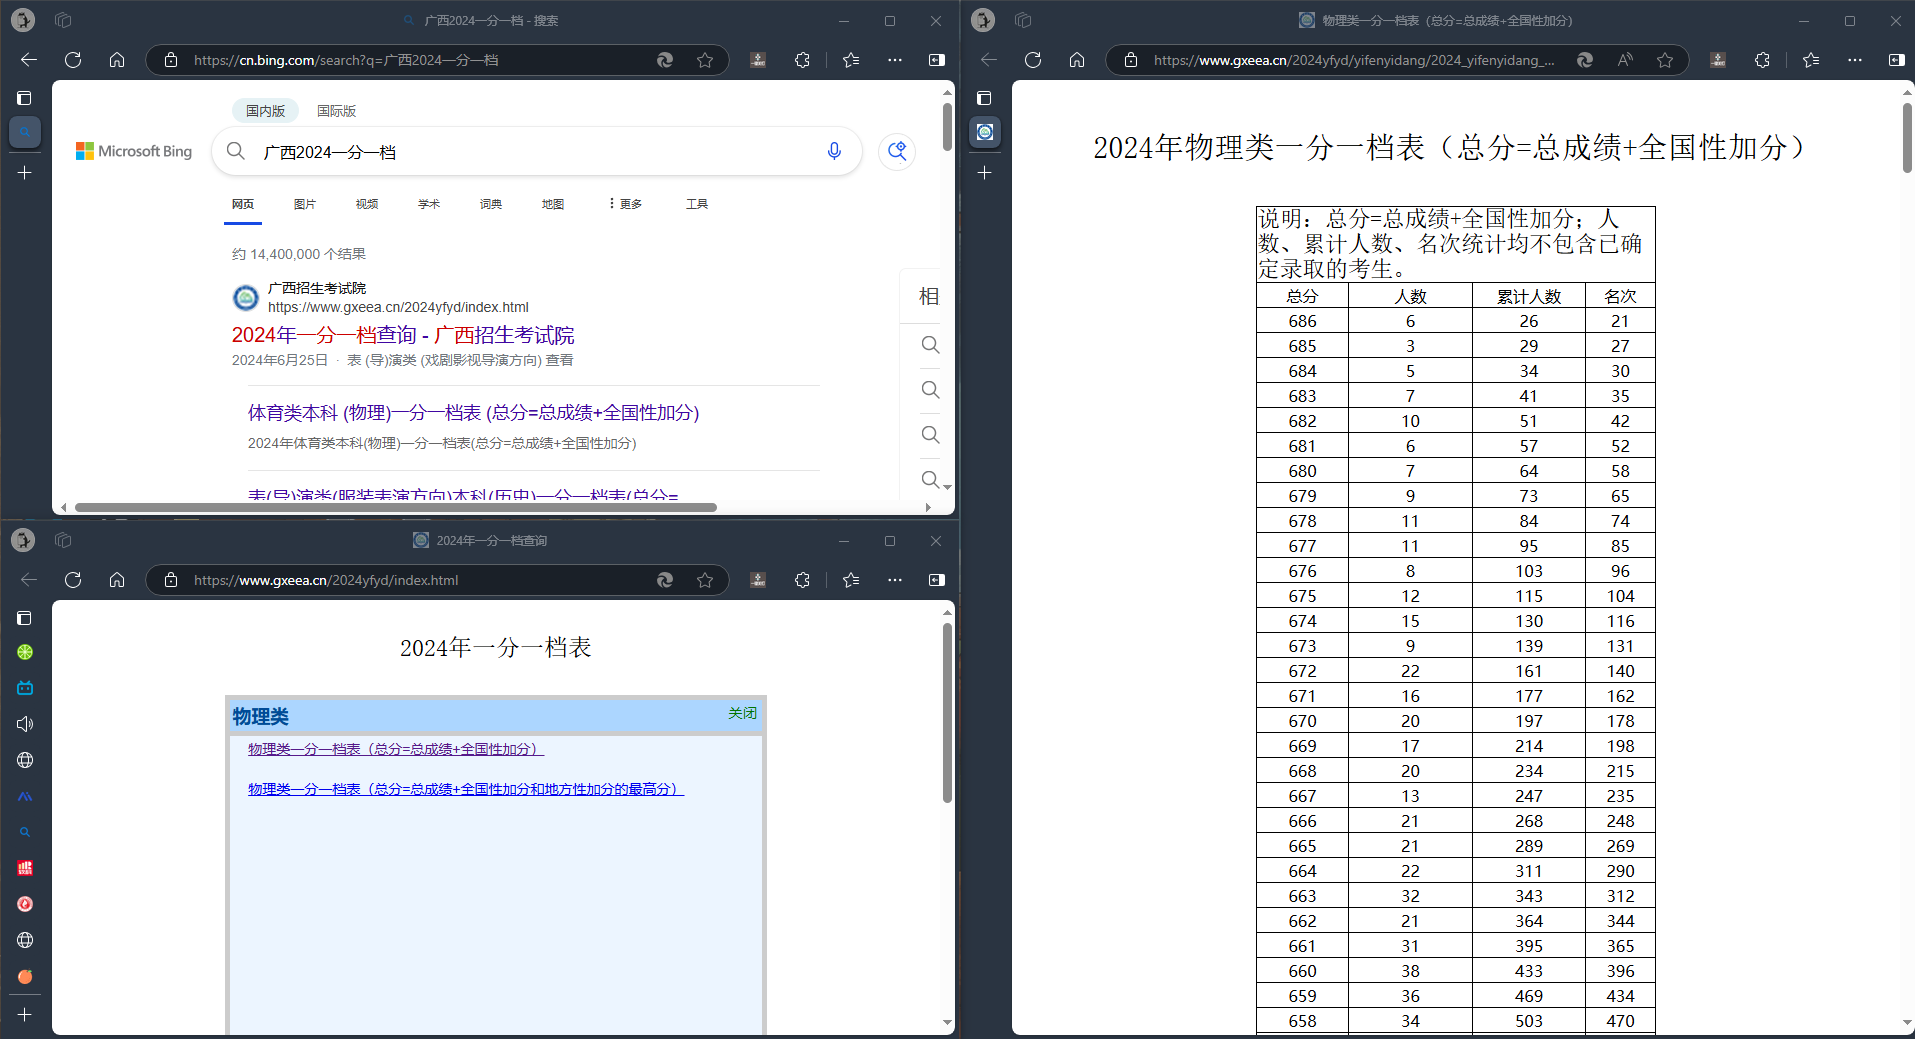 广西2024一分一档 - 搜索
https://cn.bing.com/search?q=广西2024一分一档
国内版 国际版
Microsoft Bing
广西2024一分一档
网页 图片 视频 学术 词典 地图 更多 工具
约 14,400,000 个结果
广西招生考试院
https://www.gxeea.cn/2024yfyd/index.html
2024年一分一档查询 - 广西招生考试院
2024年6月25日 · 表 (导)演类 (戏剧影视导演方向) 查看
体育类本科 (物理)一分一档表 (总分=总成绩+全国性加分)
2024年体育类本科(物理)一分一档表(总分=总成绩+全国性加分)
表(导)演类(服装表演方向)本科(历史)一分一档表(总分=
相
2024年一分一档查询
https://www.gxeea.cn/2024yfyd/index.html
2024年一分一档表
物理类 关闭
物理类一分一档表（总分=总成绩+全国性加分）
物理类一分一档表（总分=总成绩+全国性加分和地方性加分的最高分）
物理类一分一档表（总分=总成绩+全国性加分）
https://www.gxeea.cn/2024yfyd/yifenyidang/2024_yifenyidang_...
2024年物理类一分一档表（总分=总成绩+全国性加分）
说明：总分=总成绩+全国性加分；人
数、累计人数、名次统计均不包含已确
定录取的考生。
总分 人数 累计人数 名次
686 6 26 21
685 3 29 27
684 5 34 30
683 7 41 35
682 10 51 42
681 6 57 52
680 7 64 58
679 9 73 65
678 11 84 74
677 11 95 85
676 8 103 96
675 12 115 104
674 15 130 116
673 9 139 131
672 22 161 140
671 16 177 162
670 20 197 178
669 17 214 198
668 20 234 215
667 13 247 235
666 21 268 248
665 21 289 269
664 22 311 290
663 32 343 312
662 21 364 344
661 31 395 365
660 38 433 396
659 36 469 434
658 34 503 470